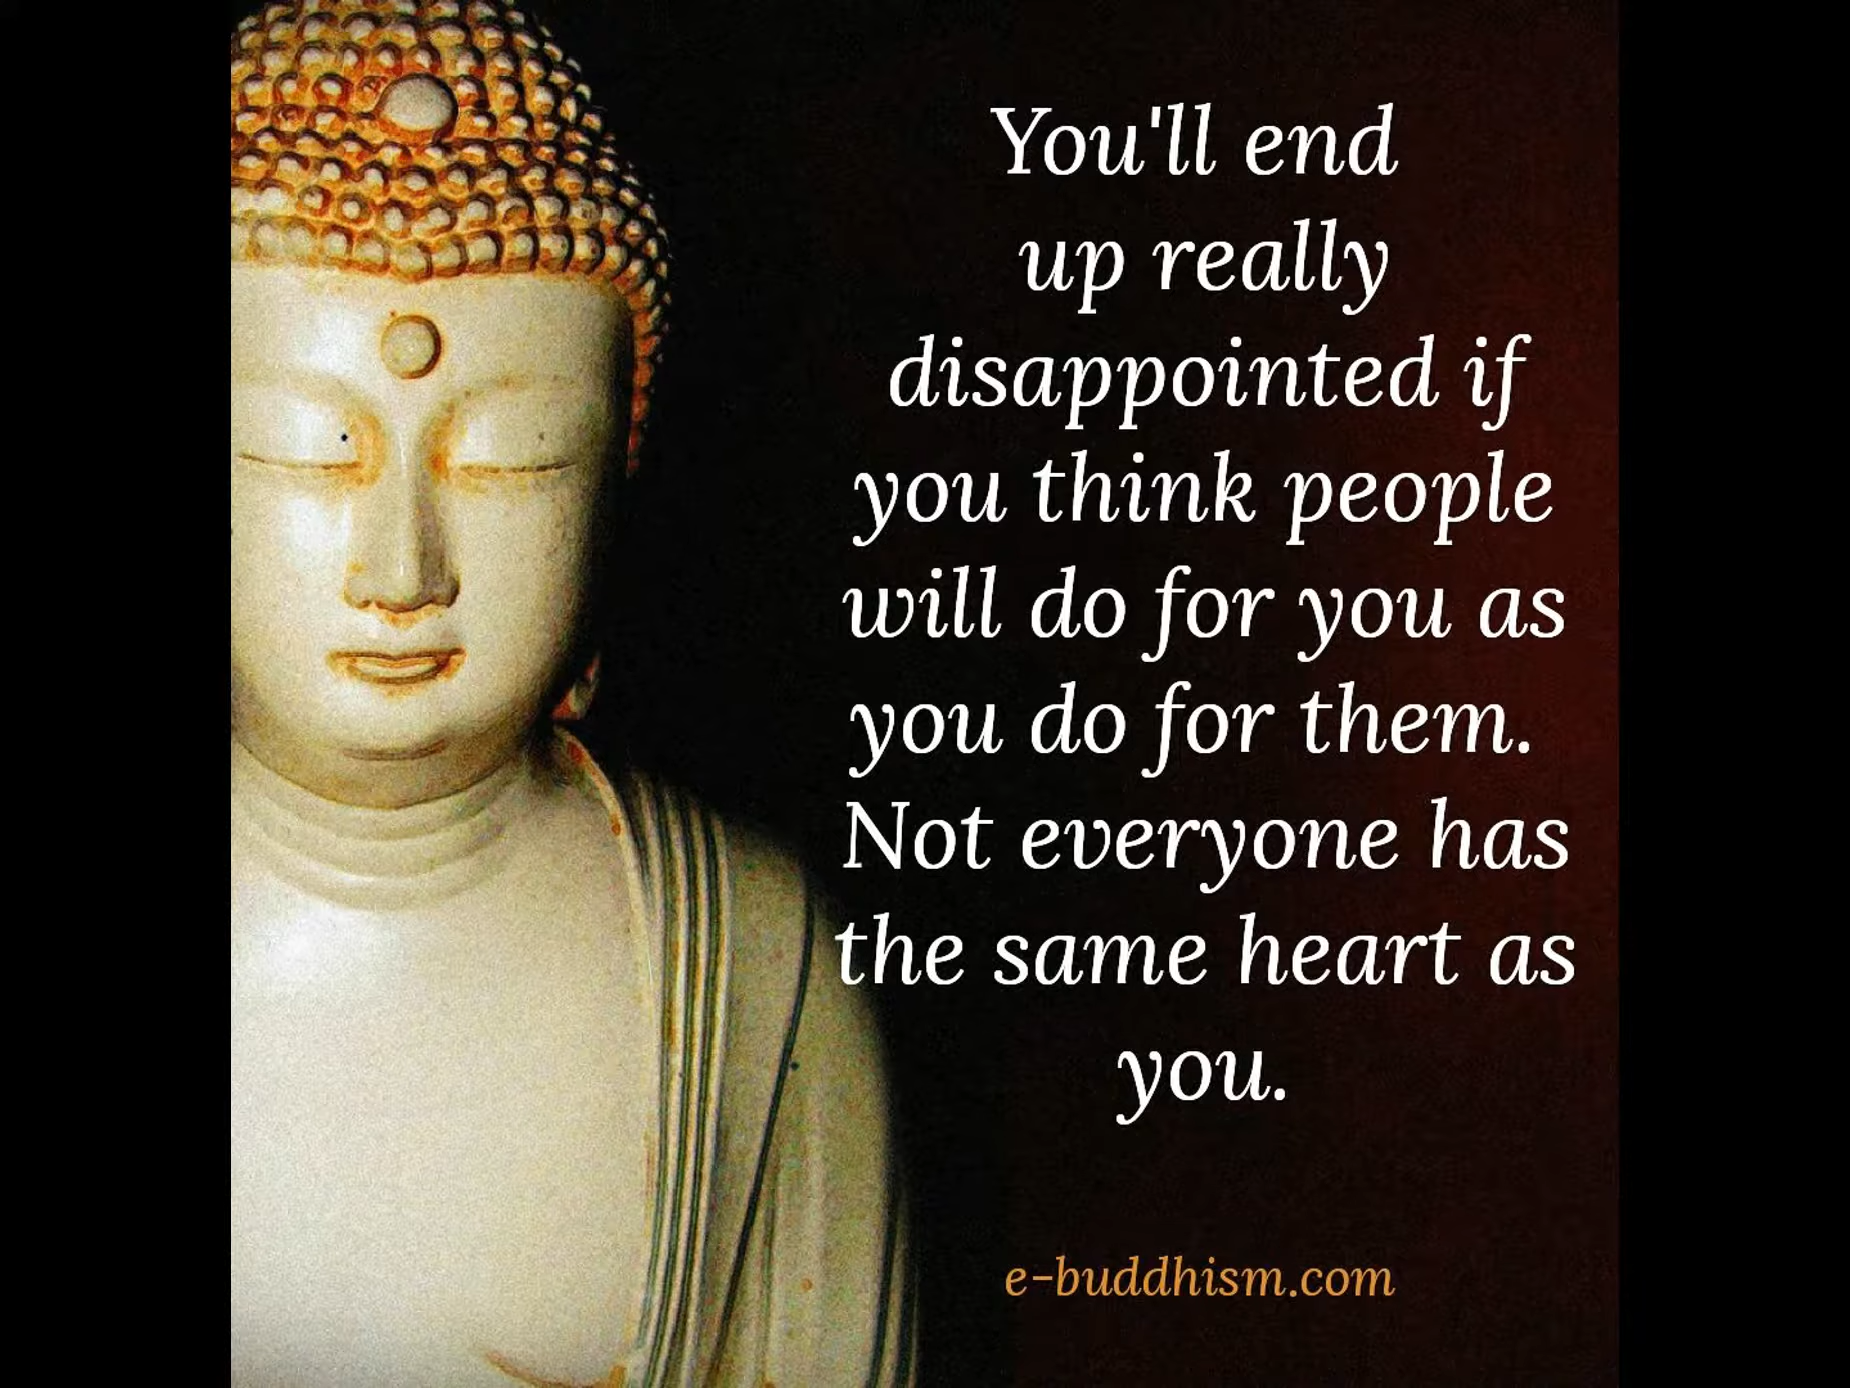 You'll end
up really
disappointed if
you think people
will do for you as
you do for them.
Not everyone has
the same heart as
you.
e-buddhism.com